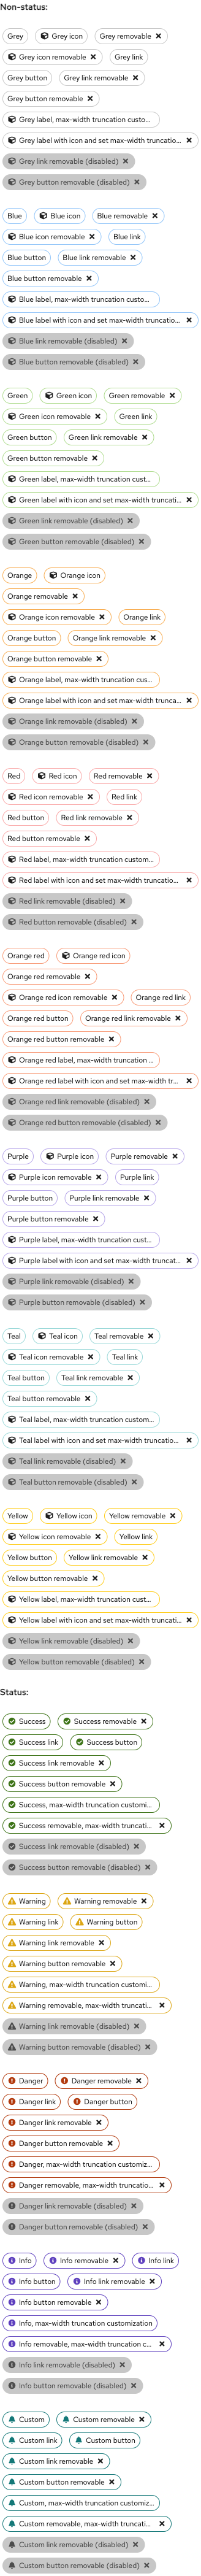 Non-status:
Grey Grey icon Grey removable
Grey icon removable Grey link
Grey button Grey link removable
Grey button removable
Grey label, max-width truncation custo...
Grey label with icon and set max-width truncatio...
Grey link removable (disabled)
Grey button removable (disabled)
Blue Blue icon Blue removable
Blue icon removable Blue link
Blue button Blue link removable
Blue button removable
Blue label, max-width truncation custo...
Blue label with icon and set max-width truncatio...
Blue link removable (disabled)
Blue button removable (disabled)
Green Green icon Green removable
Green icon removable Green link
Green button Green link removable
Green button removable
Green label, max-width truncation cust...
Green label with icon and set max-width truncati...
Green link removable (disabled)
Green button removable (disabled)
Orange Orange icon
Orange removable
Orange icon removable Orange link
Orange button Orange link removable
Orange button removable
Orange label, max-width truncation cus...
Orange label with icon and set max-width trunca...
Orange link removable (disabled)
Orange button removable (disabled)
Red Red icon Red removable
Red icon removable Red link
Red button Red link removable
Red button removable
Red label, max-width truncation custom...
Red label with icon and set max-width truncatio...
Red link removable (disabled)
Red button removable (disabled)
Orange red Orange red icon
Orange red removable
Orange red icon removable Orange red link
Orange red button Orange red link removable
Orange red button removable
Orange red label, max-width truncation ...
Orange red label with icon and set max-width tr...
Orange red link removable (disabled)
Orange red button removable (disabled)
Purple Purple icon Purple removable
Purple icon removable Purple link
Purple button Purple link removable
Purple button removable
Purple label, max-width truncation cust...
Purple label with icon and set max-width truncat...
Purple link removable (disabled)
Purple button removable (disabled)
Teal Teal icon Teal removable
Teal icon removable Teal link
Teal button Teal link removable
Teal button removable
Teal label, max-width truncation custom...
Teal label with icon and set max-width truncatio...
Teal link removable (disabled)
Teal button removable (disabled)
Yellow Yellow icon Yellow removable
Yellow icon removable Yellow link
Yellow button Yellow link removable
Yellow button removable
Yellow label, max-width truncation cust...
Yellow label with icon and set max-width truncati...
Yellow link removable (disabled)
Yellow button removable (disabled)
Status:
Success Success removable
Success link Success button
Success link removable
Success button removable
Success, max-width truncation customi...
Success removable, max-width truncati...
Success link removable (disabled)
Success button removable (disabled)
Warning Warning removable
Warning link Warning button
Warning link removable
Warning button removable
Warning, max-width truncation customi...
Warning removable, max-width truncati...
Warning link removable (disabled)
Warning button removable (disabled)
Danger Danger removable
Danger link Danger button
Danger link removable
Danger button removable
Danger, max-width truncation customiz...
Danger removable, max-width truncatio...
Danger link removable (disabled)
Danger button removable (disabled)
Info Info removable Info link
Info button Info link removable
Info button removable
Info, max-width truncation customization
Info removable, max-width truncation c...
Info link removable (disabled)
Info button removable (disabled)
Custom Custom removable
Custom link Custom button
Custom link removable
Custom button removable
Custom, max-width truncation customiz...
Custom removable, max-width truncati...
Custom link removable (disabled)
Custom button removable (disabled)